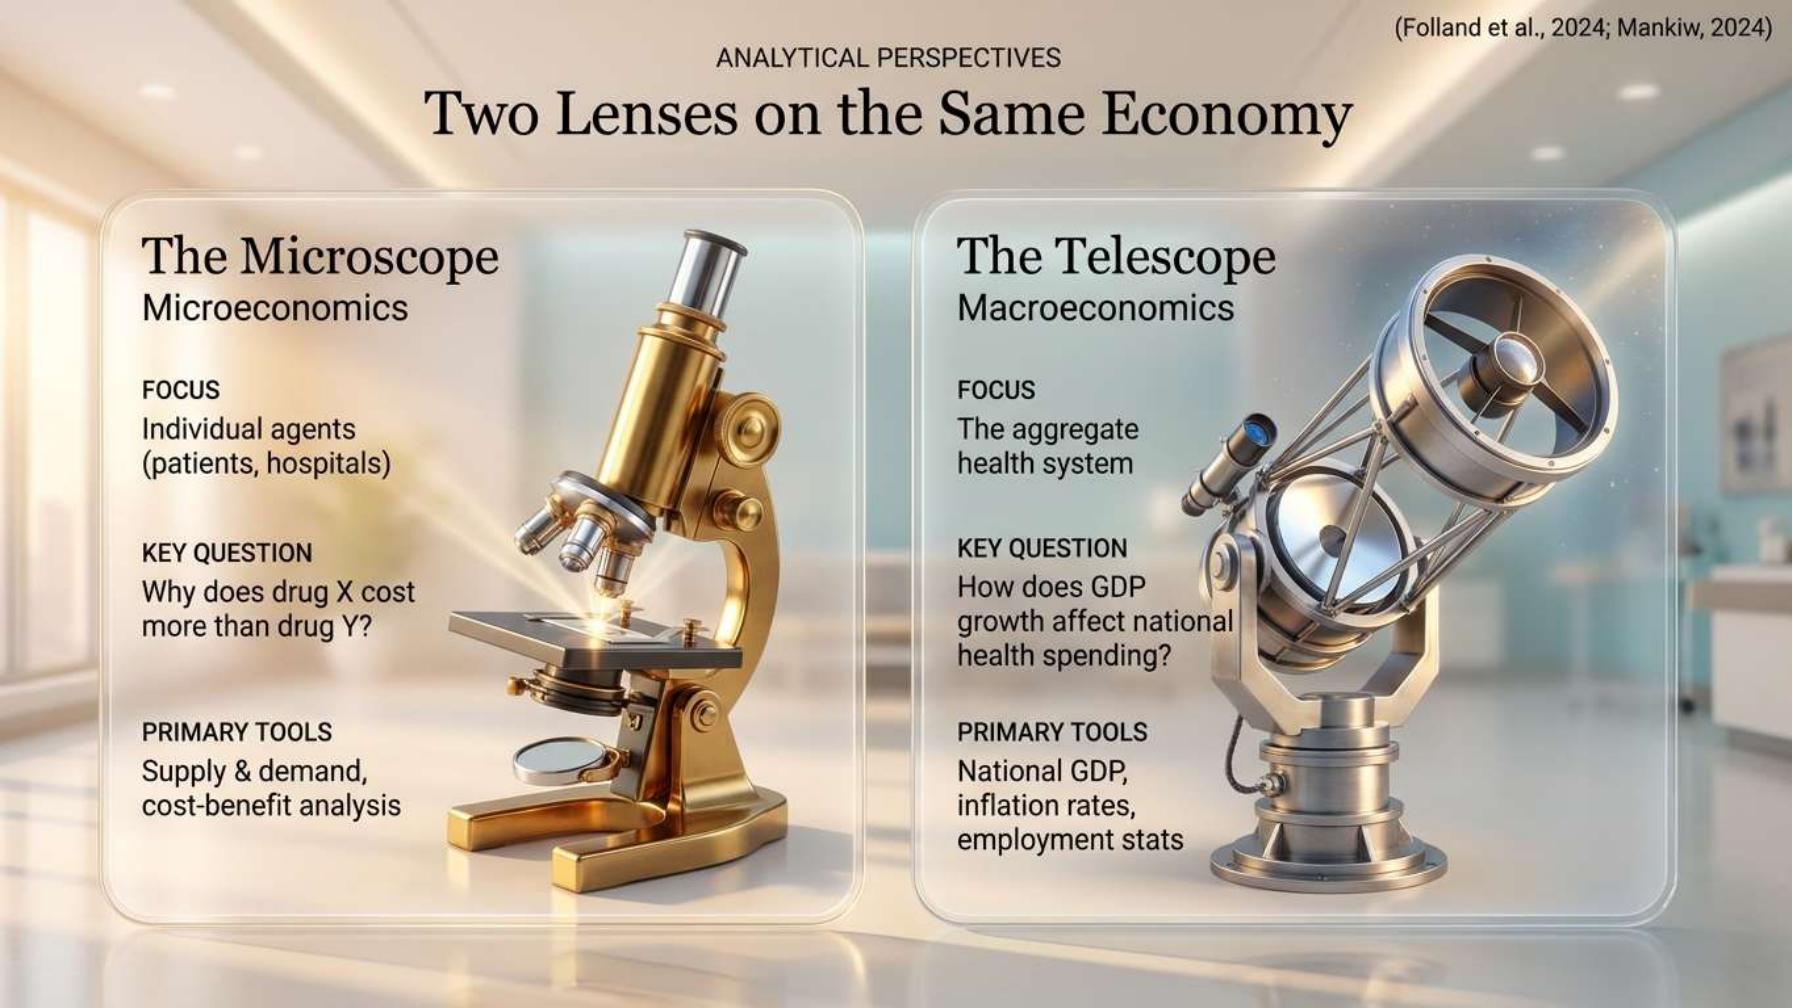 (Folland et al., 2024; Mankiw, 2024)
ANALYTICAL PERSPECTIVES
Two Lenses on the Same Economy
The Microscope
Microeconomics
FOCUS
Individual agents
(patients, hospitals)
KEY QUESTION
Why does drug X cost
more than drug Y?
PRIMARY TOOLS
Supply & demand,
cost-benefit analysis
The Telescope
Macroeconomics
FOCUS
The aggregate
health system
KEY QUESTION
How does GDP
growth affect national
health spending?
PRIMARY TOOLS
National GDP,
inflation rates,
employment stats